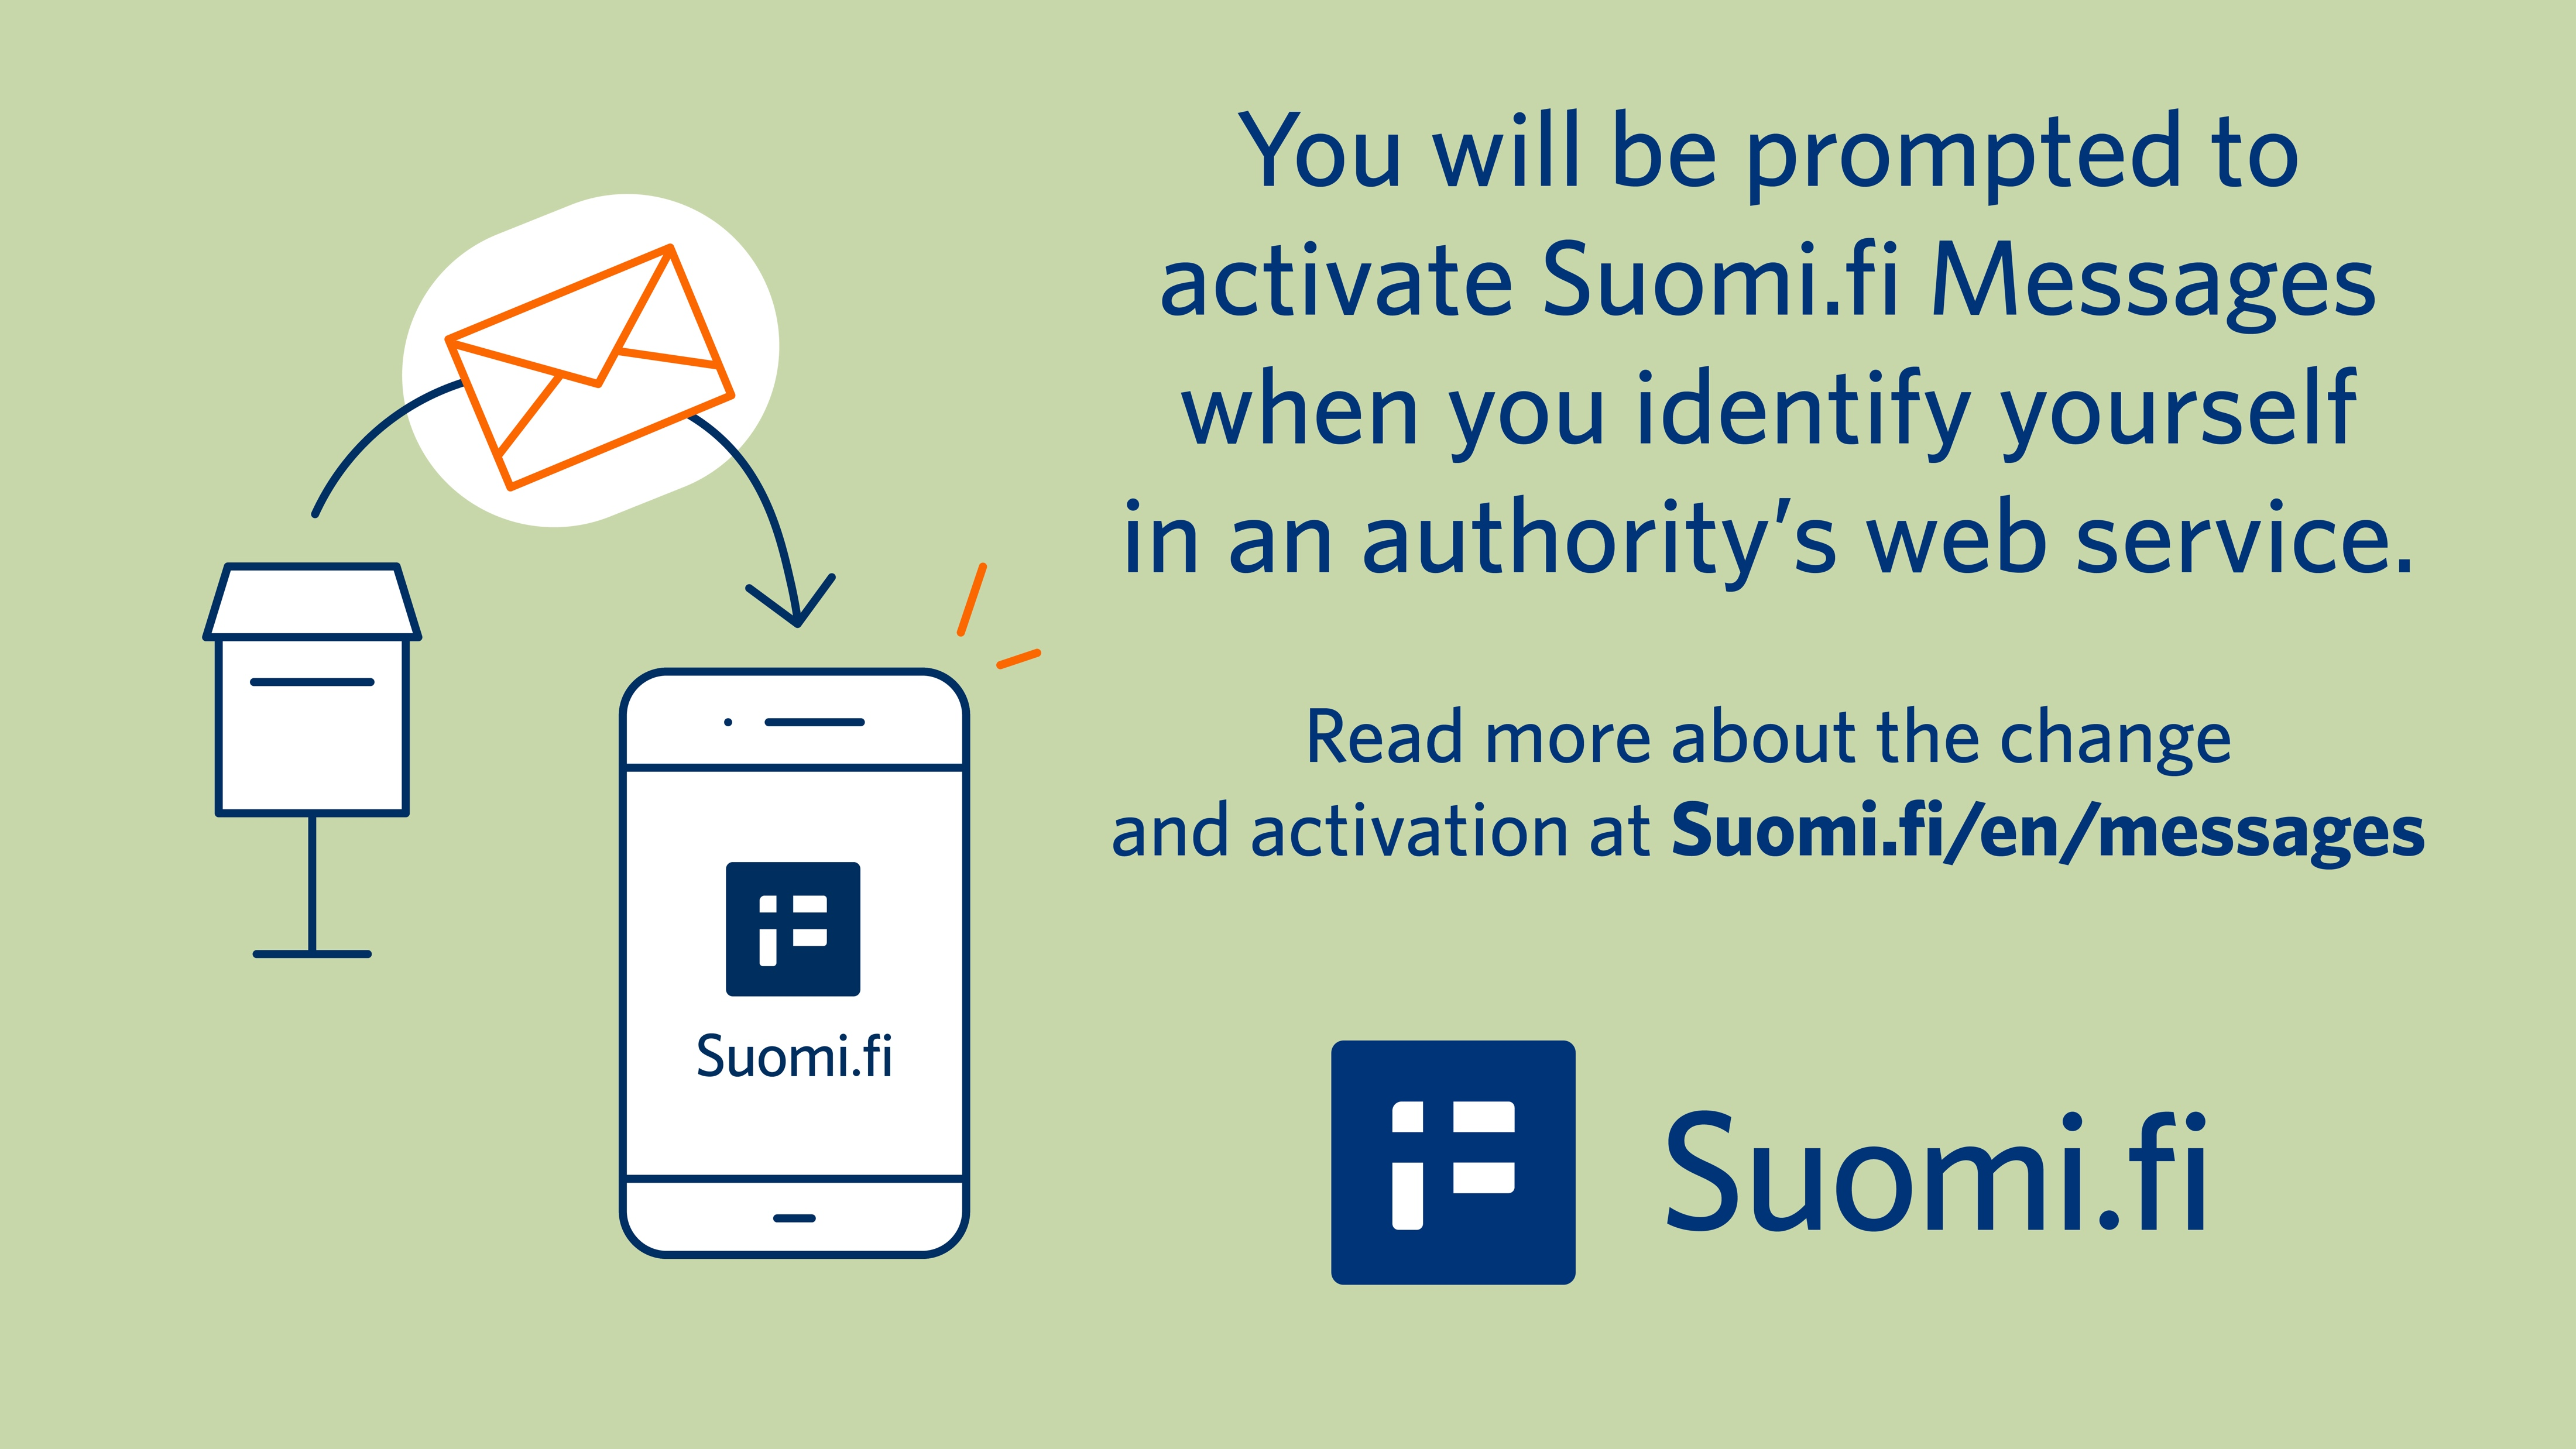 You will be prompted to
activate Suomi.fi Messages
when you identify yourself
in an authority’s web service.
Read more about the change
and activation at Suomi.fi/en/messages
Suomi.fi
Suomi.fi